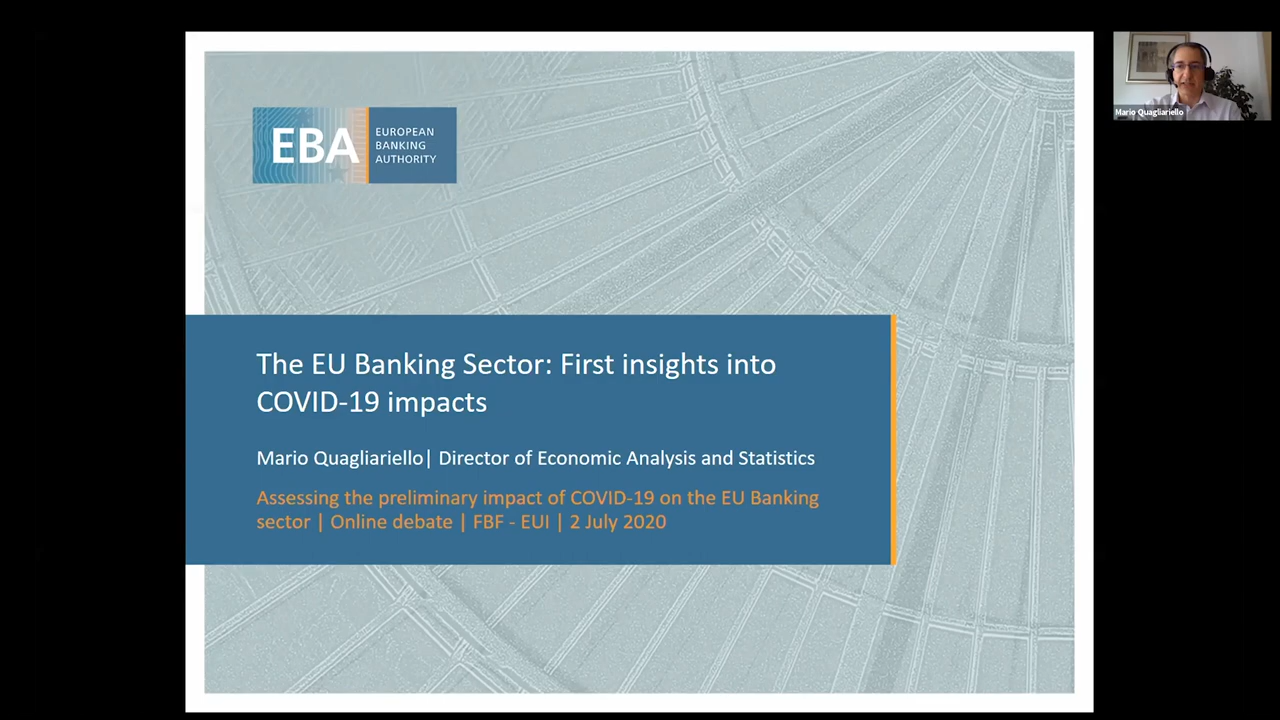 EBA
EUROPEAN
BANKING
AUTHORITY
The EU Banking Sector: First insights into
COVID-19 impacts
Mario Quagliariello| Director of Economic Analysis and Statistics
Assessing the preliminary impact of COVID-19 on the EU Banking
sector | Online debate | FBF - EUI | 2 July 2020
Mario Quagliariello